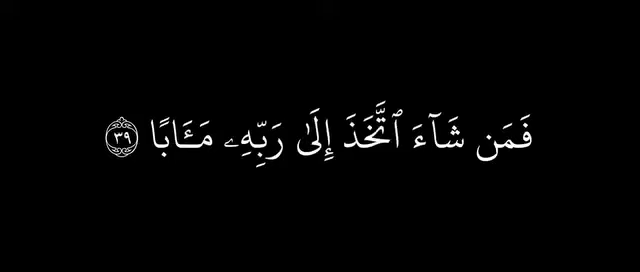 فَمَن شَآءَ ٱتَّخَذَ إِلَىٰ رَبِّهِۦ مَـَٔابًا ٣٩